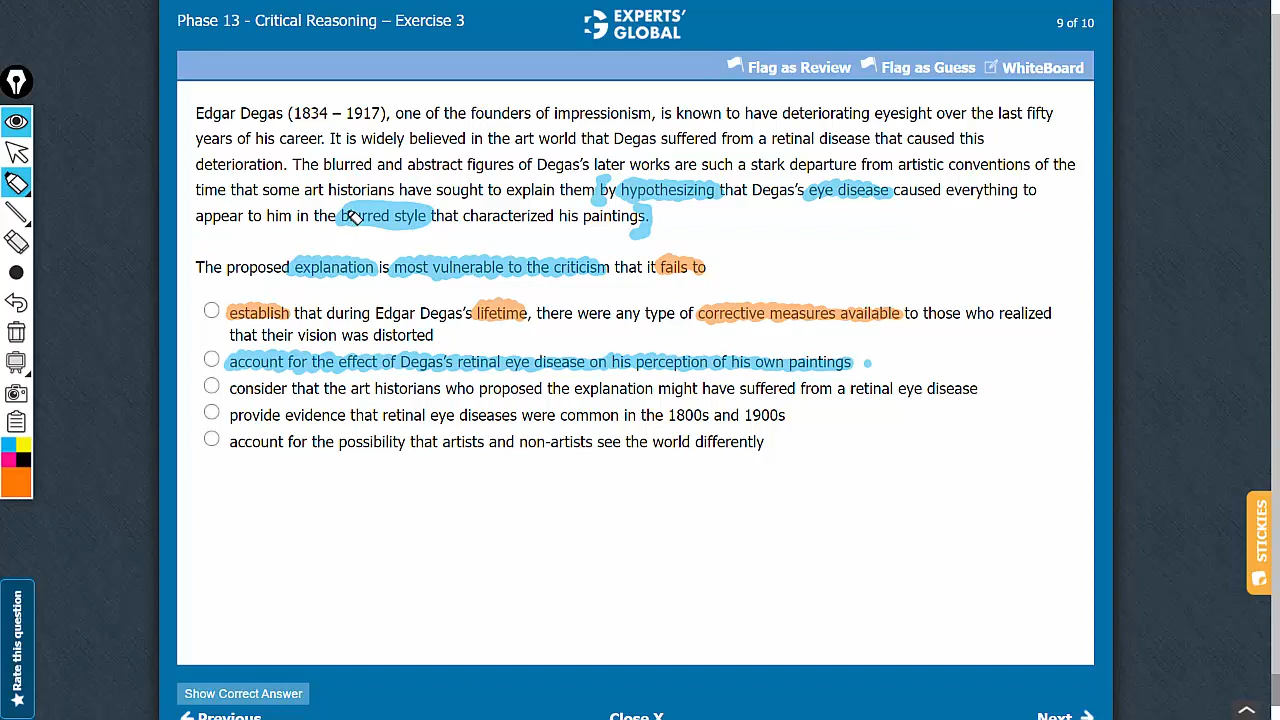 Phase 13 - Critical Reasoning – Exercise 3
EXPERTS'
GLOBAL
9 of 10
Flag as Review
Flag as Guess
WhiteBoard
Edgar Degas (1834 – 1917), one of the founders of impressionism, is known to have deteriorating eyesight over the last fifty
years of his career. It is widely believed in the art world that Degas suffered from a retinal disease that caused this
deterioration. The blurred and abstract figures of Degas's later works are such a stark departure from artistic conventions of the
time that some art historians have sought to explain them by hypothesizing that Degas's eye disease caused everything to
appear to him in the blurred style that characterized his paintings.
The proposed explanation is most vulnerable to the criticism that it fails to
establish that during Edgar Degas's lifetime, there were any type of corrective measures available to those who realized
that their vision was distorted
account for the effect of Degas's retinal eye disease on his perception of his own paintings
consider that the art historians who proposed the explanation might have suffered from a retinal eye disease
provide evidence that retinal eye diseases were common in the 1800s and 1900s
account for the possibility that artists and non-artists see the world differently
STICKIES
Rate this question
Show Correct Answer
Previous
Close X
Next